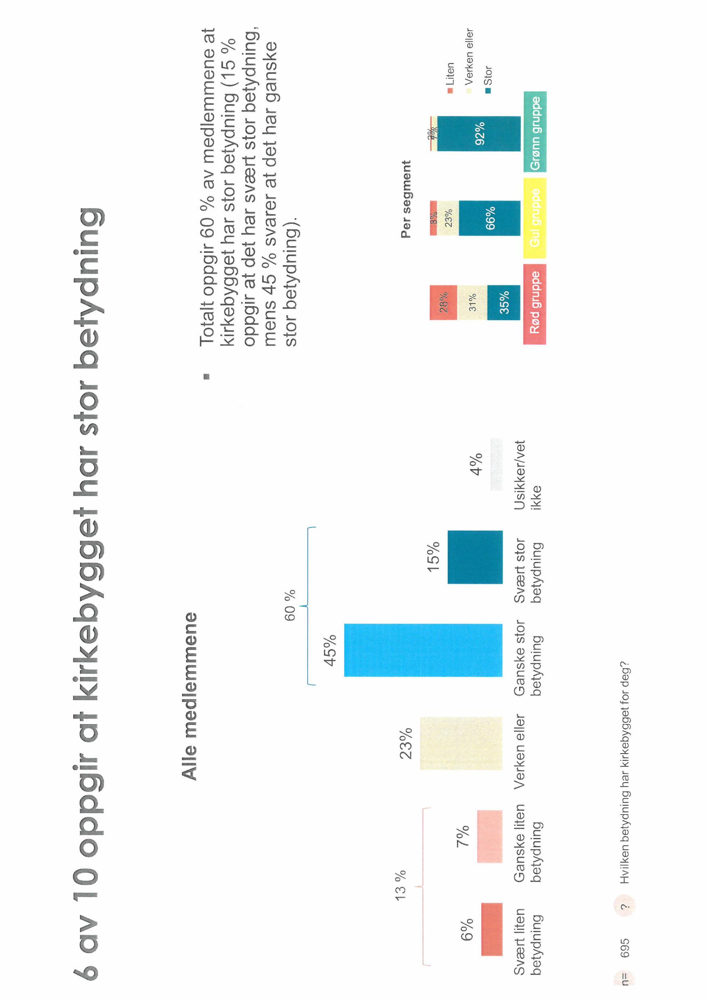 6 av 10 oppgir at kirkebygget har stor betydning
Alle medlemmene
60 %
45%
13 %
23%
15%
6%
7%
4%
Svært liten
betydning
Ganske liten
betydning
Verken eller
Ganske stor
betydning
Svært stor
betydning
Usikker/vet
ikke
▪ Totalt oppgir 60 % av medlemmene at
kirkebygget har stor betydning (15 %
oppgir at det har svært stor betydning,
mens 45 % svarer at det har ganske
stor betydning).
Per segment
28%
31%
35%
8%
23%
66%
92%
Liten
Verken eller
Stor
Rød gruppe
Gul gruppe
Grønn gruppe
n= 695 ? Hvilken betydning har kirkebygget for deg?